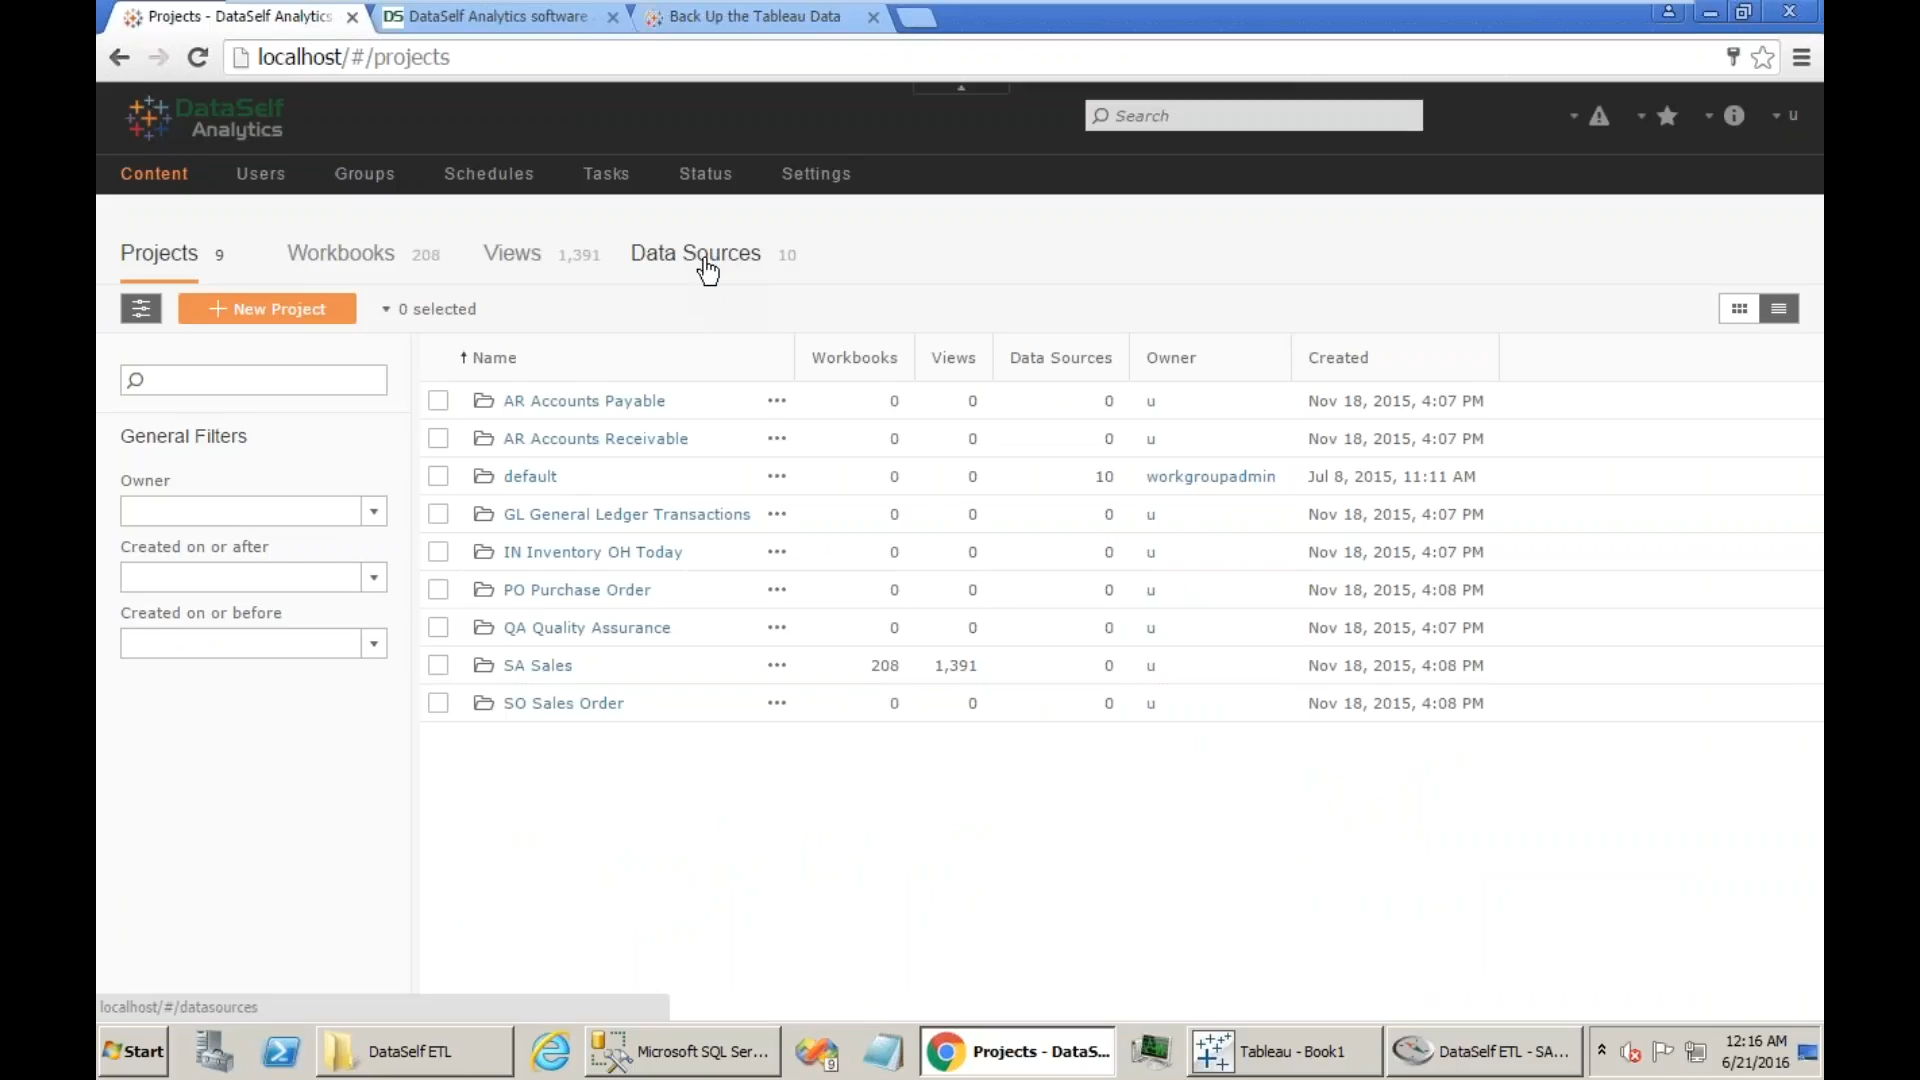 Projects - DataSelf Analytics
DataSelf Analytics software
Back Up the Tableau Data
localhost/#/projects
DataSelf
Analytics
Search
u
Content Users Groups Schedules Tasks Status Settings
Projects 9 Workbooks 208 Views 1,391 Data Sources 10
New Project
0 selected
Name Workbooks Views Data Sources Owner Created
General Filters
Owner
Created on or after
Created on or before
AR Accounts Payable ••• 0 0 0 u Nov 18, 2015, 4:07 PM
AR Accounts Receivable ••• 0 0 0 u Nov 18, 2015, 4:07 PM
default ••• 0 0 10 workgroupadmin Jul 8, 2015, 11:11 AM
GL General Ledger Transactions ••• 0 0 0 u Nov 18, 2015, 4:07 PM
IN Inventory OH Today ••• 0 0 0 u Nov 18, 2015, 4:07 PM
PO Purchase Order ••• 0 0 0 u Nov 18, 2015, 4:08 PM
QA Quality Assurance ••• 0 0 0 u Nov 18, 2015, 4:07 PM
SA Sales ••• 208 1,391 0 u Nov 18, 2015, 4:08 PM
SO Sales Order ••• 0 0 0 u Nov 18, 2015, 4:08 PM
localhost/#/datasources
Start
DataSelf ETL
Microsoft SQL Ser...
9
Projects - DataS...
Tableau - Book1
DataSelf ETL - SA...
12:16 AM
6/21/2016